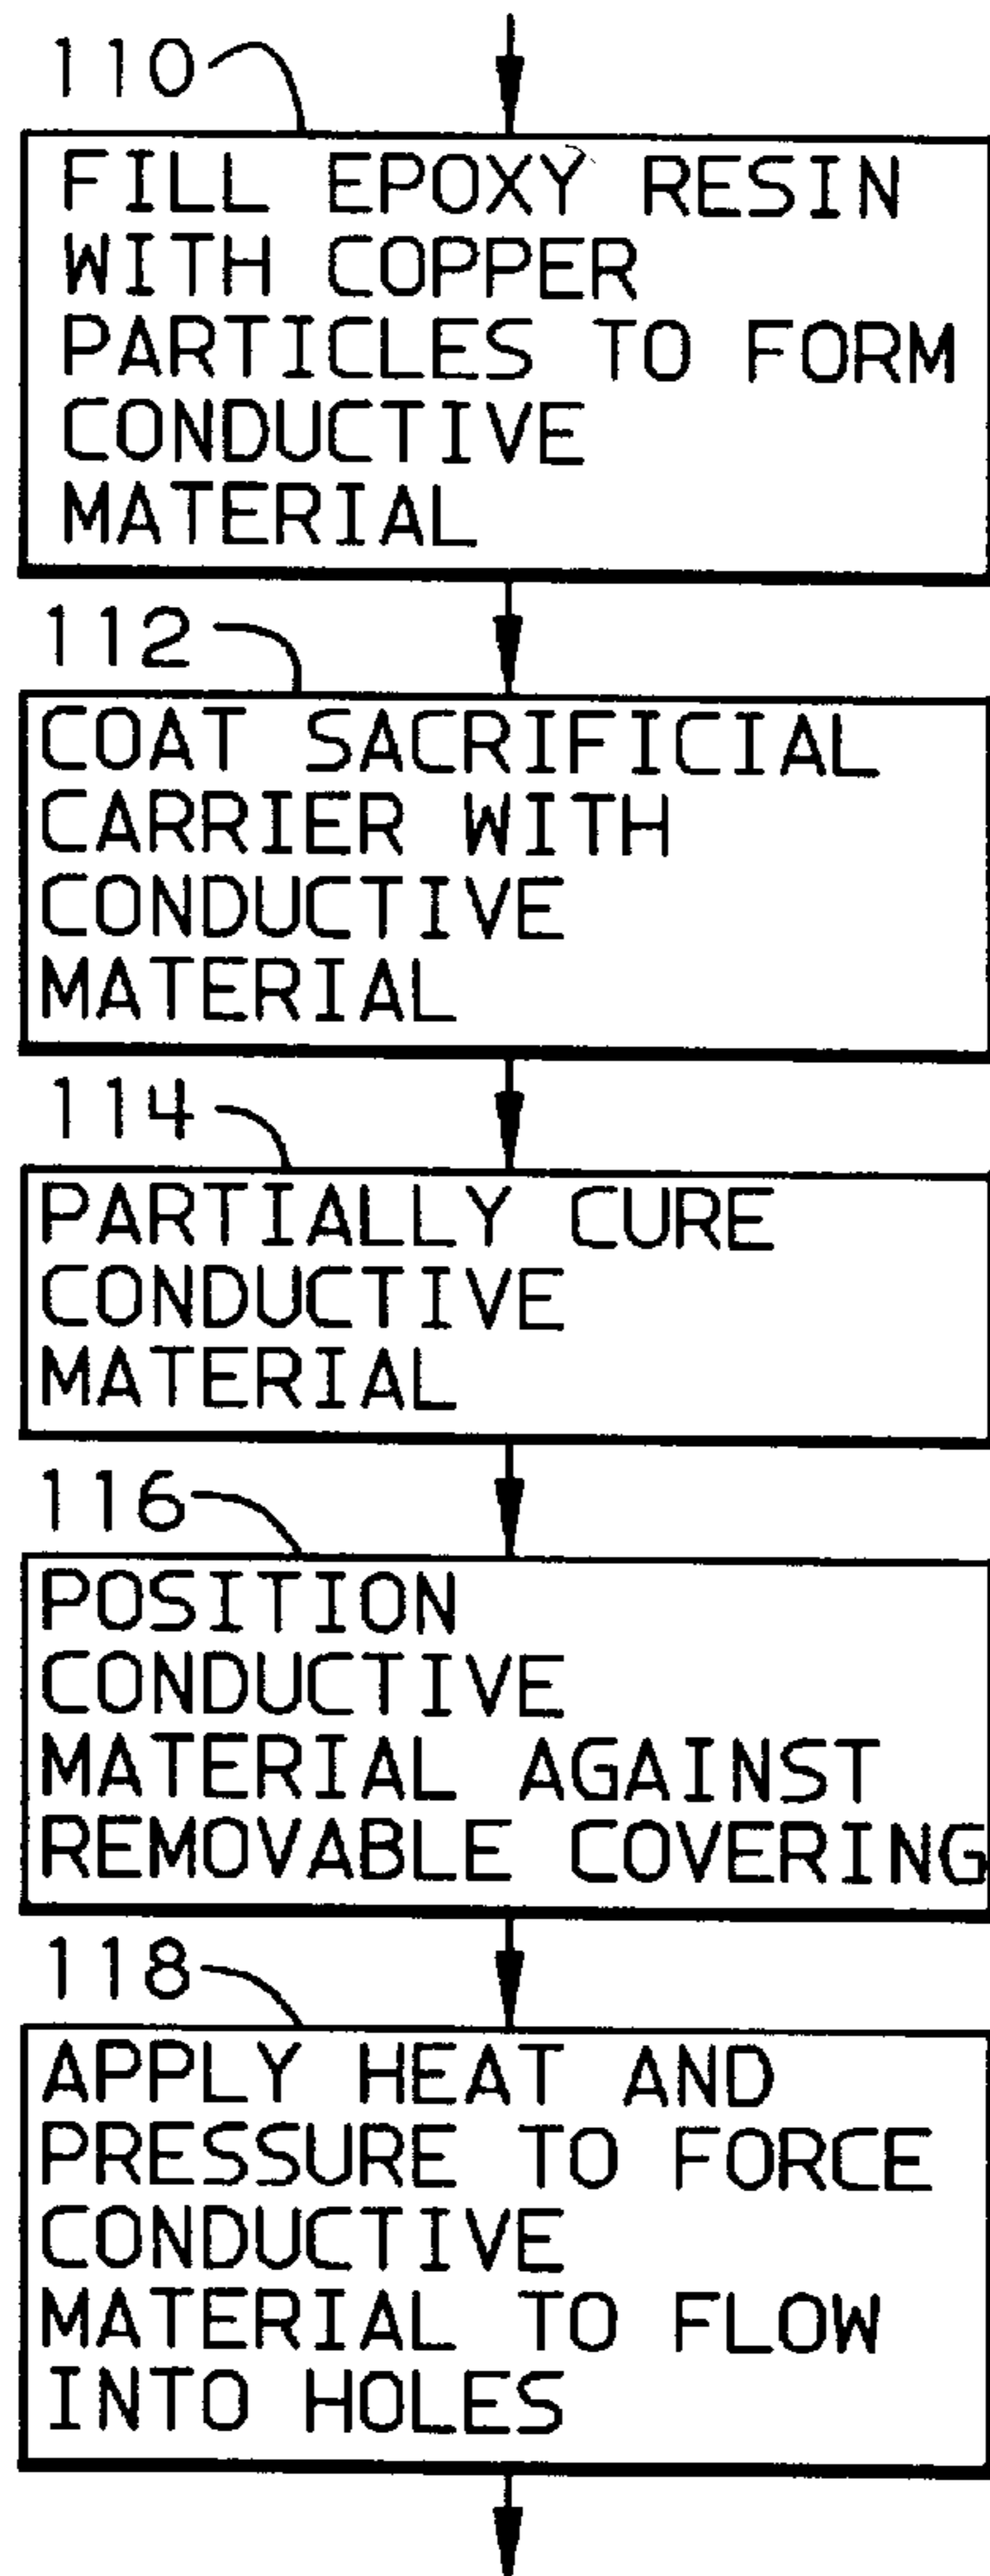 110
FILL EPOXY RESIN
WITH COPPER
PARTICLES TO FORM
CONDUCTIVE
MATERIAL
112
COAT SACRIFICIAL
CARRIER WITH
CONDUCTIVE
MATERIAL
114
PARTIALLY CURE
CONDUCTIVE
MATERIAL
116
POSITION
CONDUCTIVE
MATERIAL AGAINST
REMOVABLE COVERING
118
APPLY HEAT AND
PRESSURE TO FORCE
CONDUCTIVE
MATERIAL TO FLOW
INTO HOLES